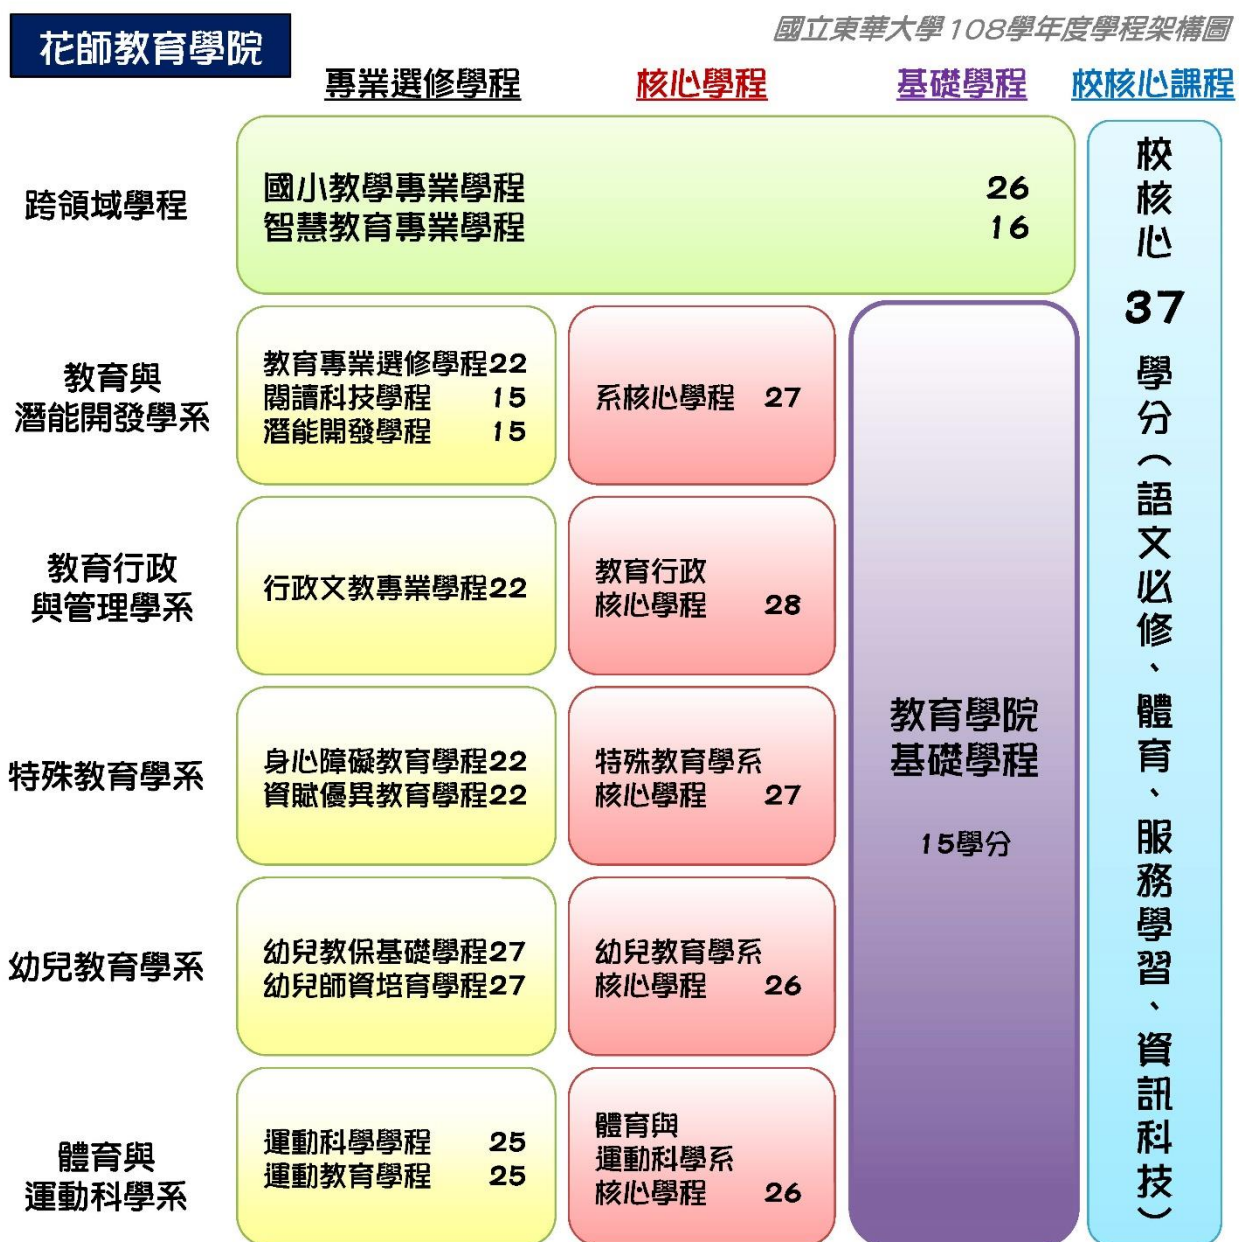 花師教育學院
國立東華大學108學年度學程架構圖
專業選修學程
核心學程
基礎學程
校核心課程
跨領域學程
國小教學專業學程 26
智慧教育專業學程 16
教育與
潛能開發學系
教育專業選修學程22
閱讀科技學程 15
潛能開發學程 15
系核心學程 27
教育行政
與管理學系
行政文教專業學程22
教育行政
核心學程 28
特殊教育學系
身心障礙教育學程22
資賦優異教育學程22
特殊教育學系
核心學程 27
幼兒教育學系
幼兒教保基礎學程27
幼兒師資培育學程27
幼兒教育學系
核心學程 26
體育與
運動科學系
運動科學學程 25
運動教育學程 25
體育與
運動科學系
核心學程 26
教育學院
基礎學程
15學分
校核心 37 學分(語文必修、體育、服務學習、資訊科技)